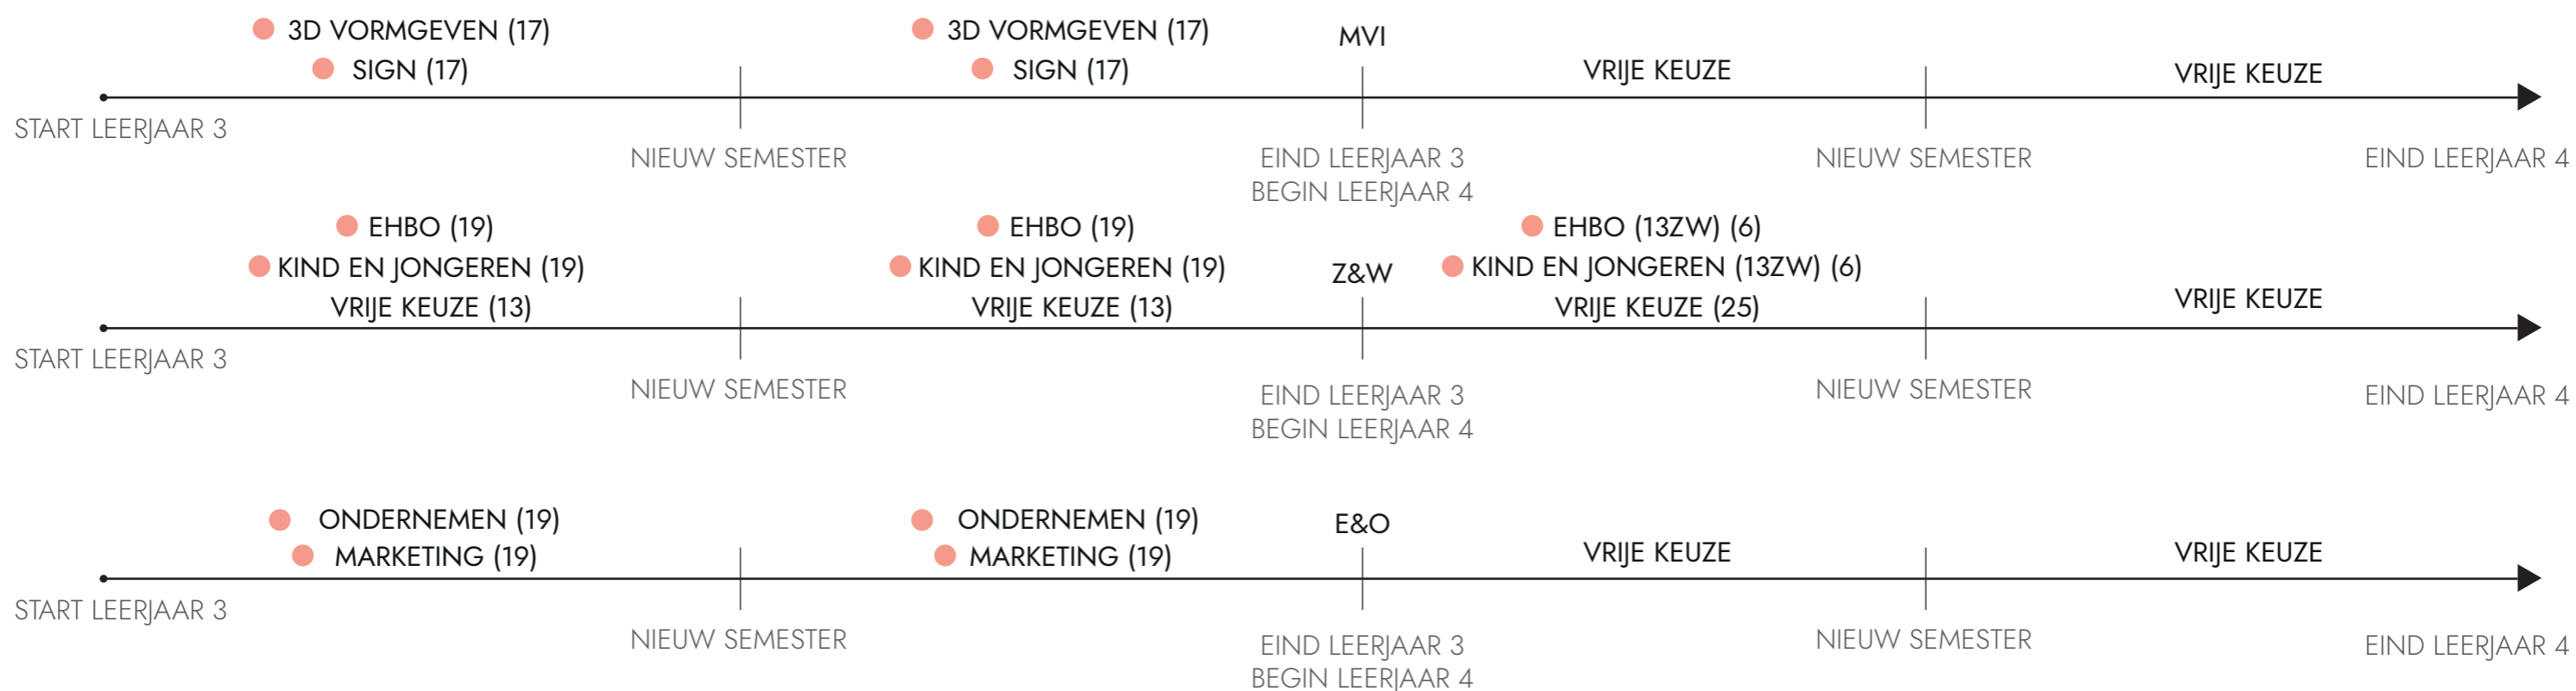 3D VORMGEVEN (17)
SIGN (17)
3D VORMGEVEN (17)
SIGN (17)
MVI
VRIJE KEUZE
VRIJE KEUZE
START LEERJAAR 3
NIEUW SEMESTER
EIND LEERJAAR 3
BEGIN LEERJAAR 4
NIEUW SEMESTER
EIND LEERJAAR 4
EHBO (19)
KIND EN JONGEREN (19)
VRIJE KEUZE (13)
EHBO (19)
KIND EN JONGEREN (19)
VRIJE KEUZE (13)
Z&W
EHBO (13ZW) (6)
KIND EN JONGEREN (13ZW) (6)
VRIJE KEUZE (25)
VRIJE KEUZE
START LEERJAAR 3
NIEUW SEMESTER
EIND LEERJAAR 3
BEGIN LEERJAAR 4
NIEUW SEMESTER
EIND LEERJAAR 4
ONDERNEMEN (19)
MARKETING (19)
ONDERNEMEN (19)
MARKETING (19)
E&O
VRIJE KEUZE
VRIJE KEUZE
START LEERJAAR 3
NIEUW SEMESTER
EIND LEERJAAR 3
BEGIN LEERJAAR 4
NIEUW SEMESTER
EIND LEERJAAR 4